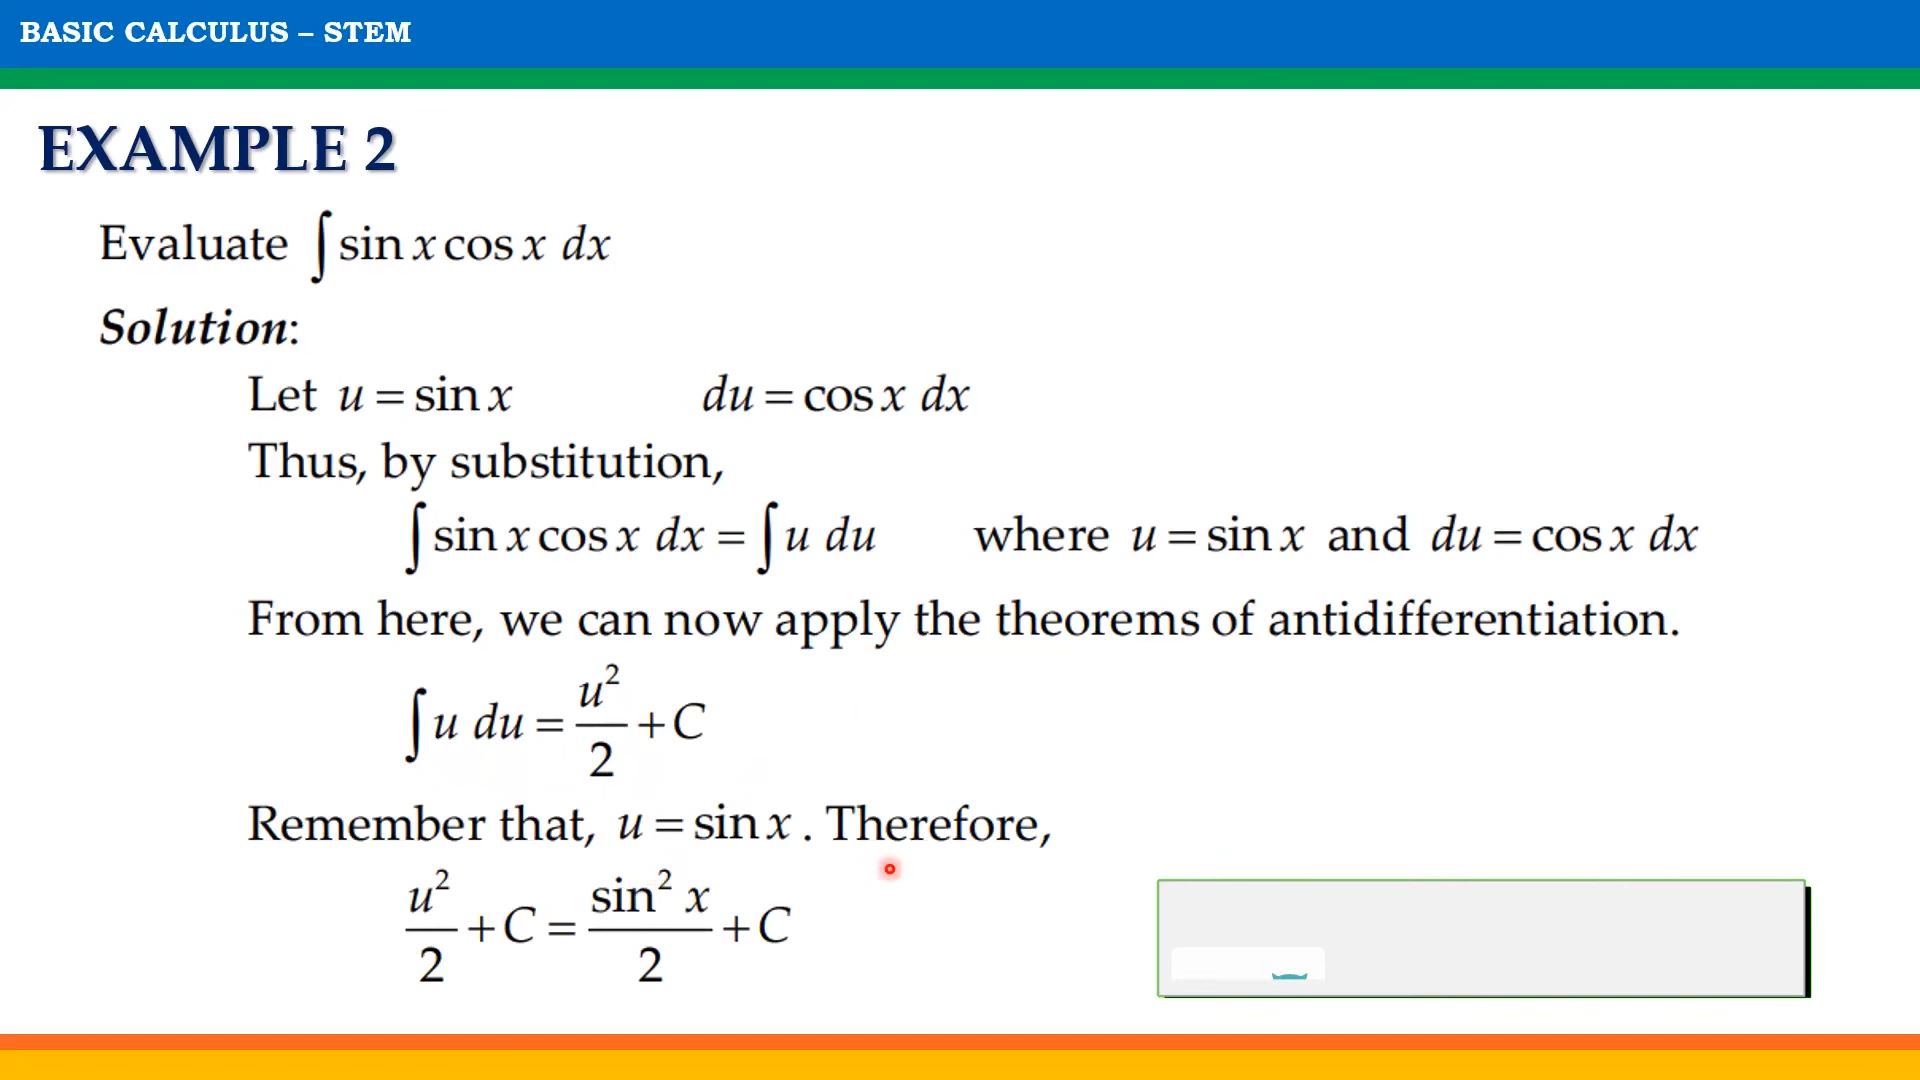 BASIC CALCULUS – STEM
EXAMPLE 2
Evaluate ∫ sin x cos x dx
Solution:
Let u = sin x du = cos x dx
Thus, by substitution,
∫ sin x cos x dx = ∫ u du where u = sin x and du = cos x dx
From here, we can now apply the theorems of antidifferentiation.
∫ u du = u²/2 + C
Remember that, u = sin x . Therefore,
u²/2 + C = sin² x/2 + C